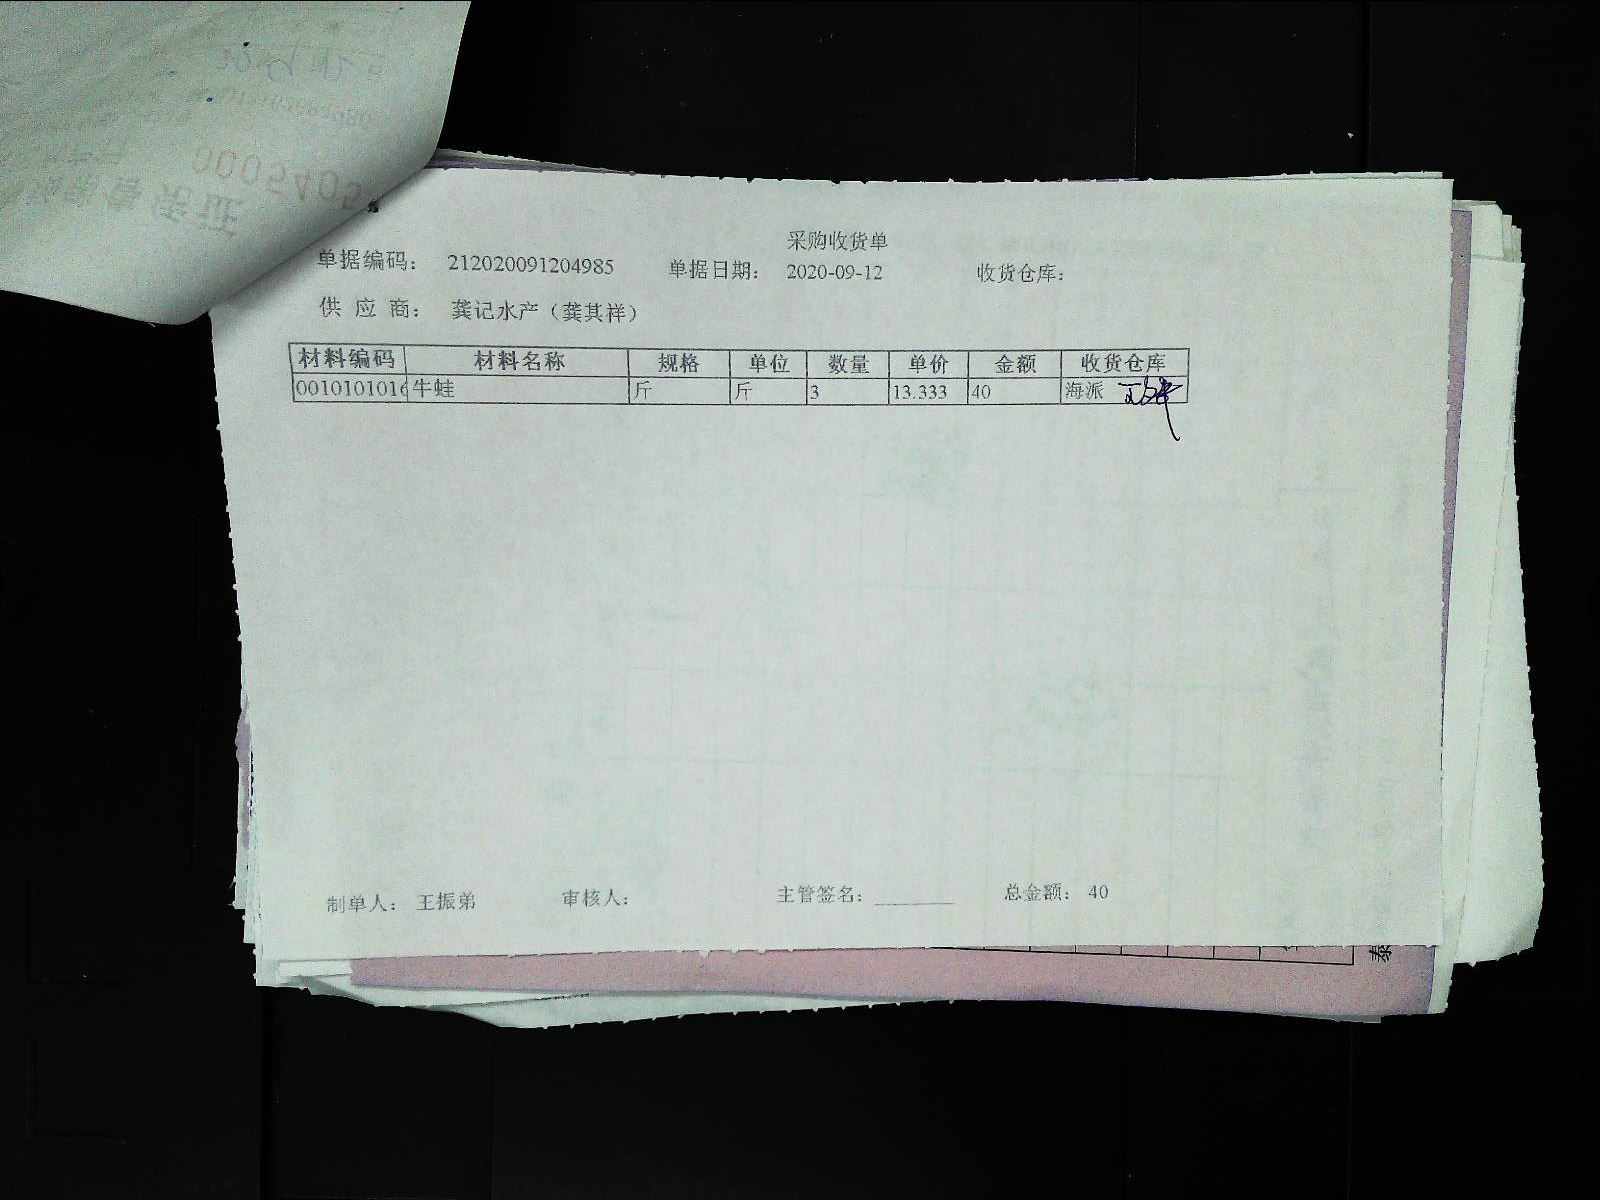 0005405
采购收货单
单据编码： 212020091204985 单据日期： 2020-09-12 收货仓库：
供 应 商： 龚记水产（龚其祥）
材料编码 材料名称 规格 单位 数量 单价 金额 收货仓库
001010101 牛蛙 斤 斤 3 13.333 40 海派
制单人： 王振弟 审核人： 主管签名： 总金额： 40